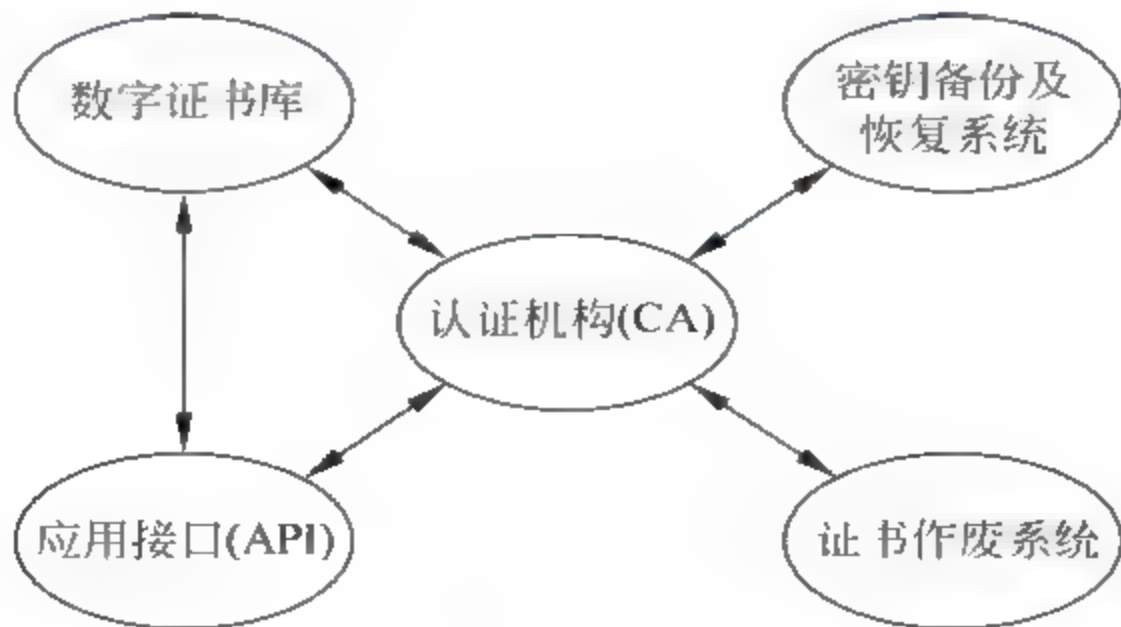 数字证书库
密钥备份及
恢复系统
认证机构(CA)
应用接口(API)
证书作废系统